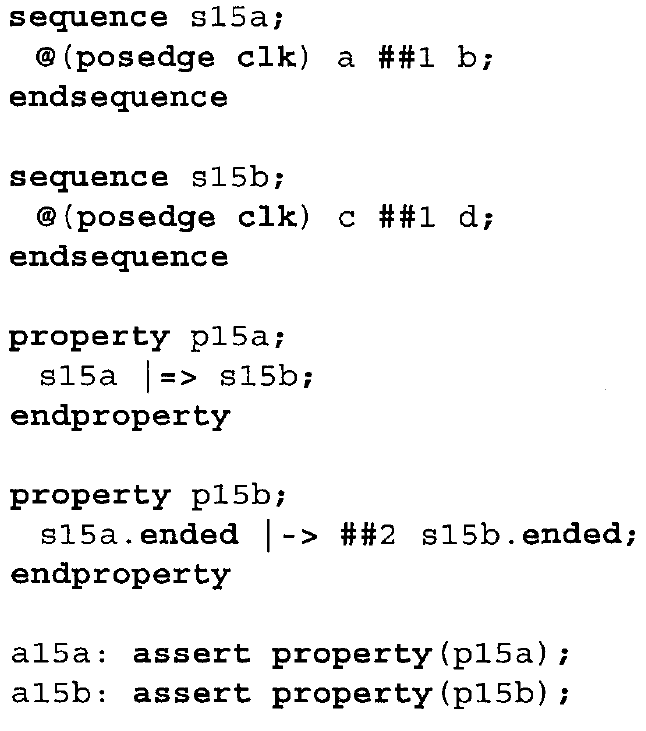 sequence s15a;
@(posedge clk) a ##1 b;
endsequence
sequence s15b;
@(posedge clk) c ##1 d;
endsequence
property p15a;
s15a |=> s15b;
endproperty
property p15b;
s15a.ended |-> ##2 s15b.ended;
endproperty
a15a: assert property(p15a);
a15b: assert property(p15b);